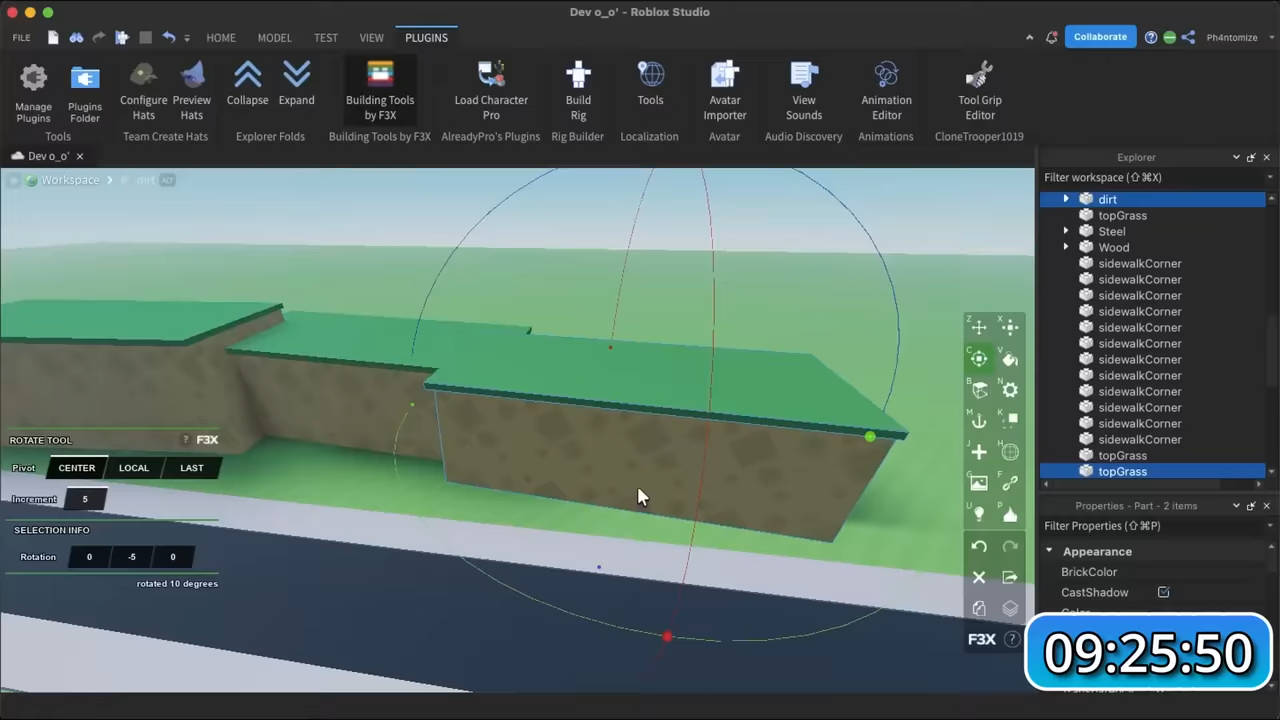 Dev o_o' - Roblox Studio
FILE HOME MODEL TEST VIEW PLUGINS Collaborate Ph4ntomize
Manage Plugins
Plugins Folder
Configure Hats
Preview Hats
Collapse
Expand
Building Tools by F3X
Load Character Pro
Build Rig
Tools
Avatar Importer
View Sounds
Animation Editor
Tool Grip Editor
Tools Team Create Hats Explorer Folds Building Tools by F3X AlreadyPro's Plugins Rig Builder Localization Avatar Audio Discovery Animations CloneTrooper1019
Dev o_o'
Workspace dirt ALT
Explorer
Filter workspace (⇧⌘X)
dirt
topGrass
Steel
Wood
sidewalkCorner
sidewalkCorner
sidewalkCorner
sidewalkCorner
sidewalkCorner
sidewalkCorner
sidewalkCorner
sidewalkCorner
sidewalkCorner
sidewalkCorner
sidewalkCorner
sidewalkCorner
topGrass
topGrass
Properties - Part - 2 items
Filter Properties (⇧⌘P)
Appearance
BrickColor
CastShadow
ROTATE TOOL ? F3X
Pivot CENTER LOCAL LAST
Increment 5
SELECTION INFO
Rotation 0 -5 0
rotated 10 degrees
Z X
C V
B N
M K
J H
G F
U P
F3X ?
09:25:50